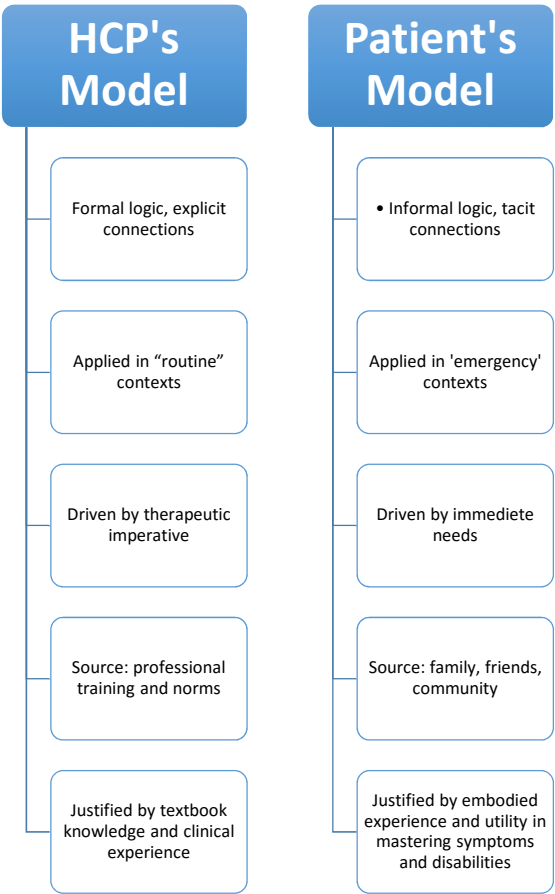 HCP's
Model
Formal logic, explicit
connections
Applied in “routine”
contexts
Driven by therapeutic
imperative
Source: professional
training and norms
Justified by textbook
knowledge and clinical
experience
Patient's
Model
• Informal logic, tacit
connections
Applied in 'emergency'
contexts
Driven by immediete
needs
Source: family, friends,
community
Justified by embodied
experience and utility in
mastering symptoms
and disabilities